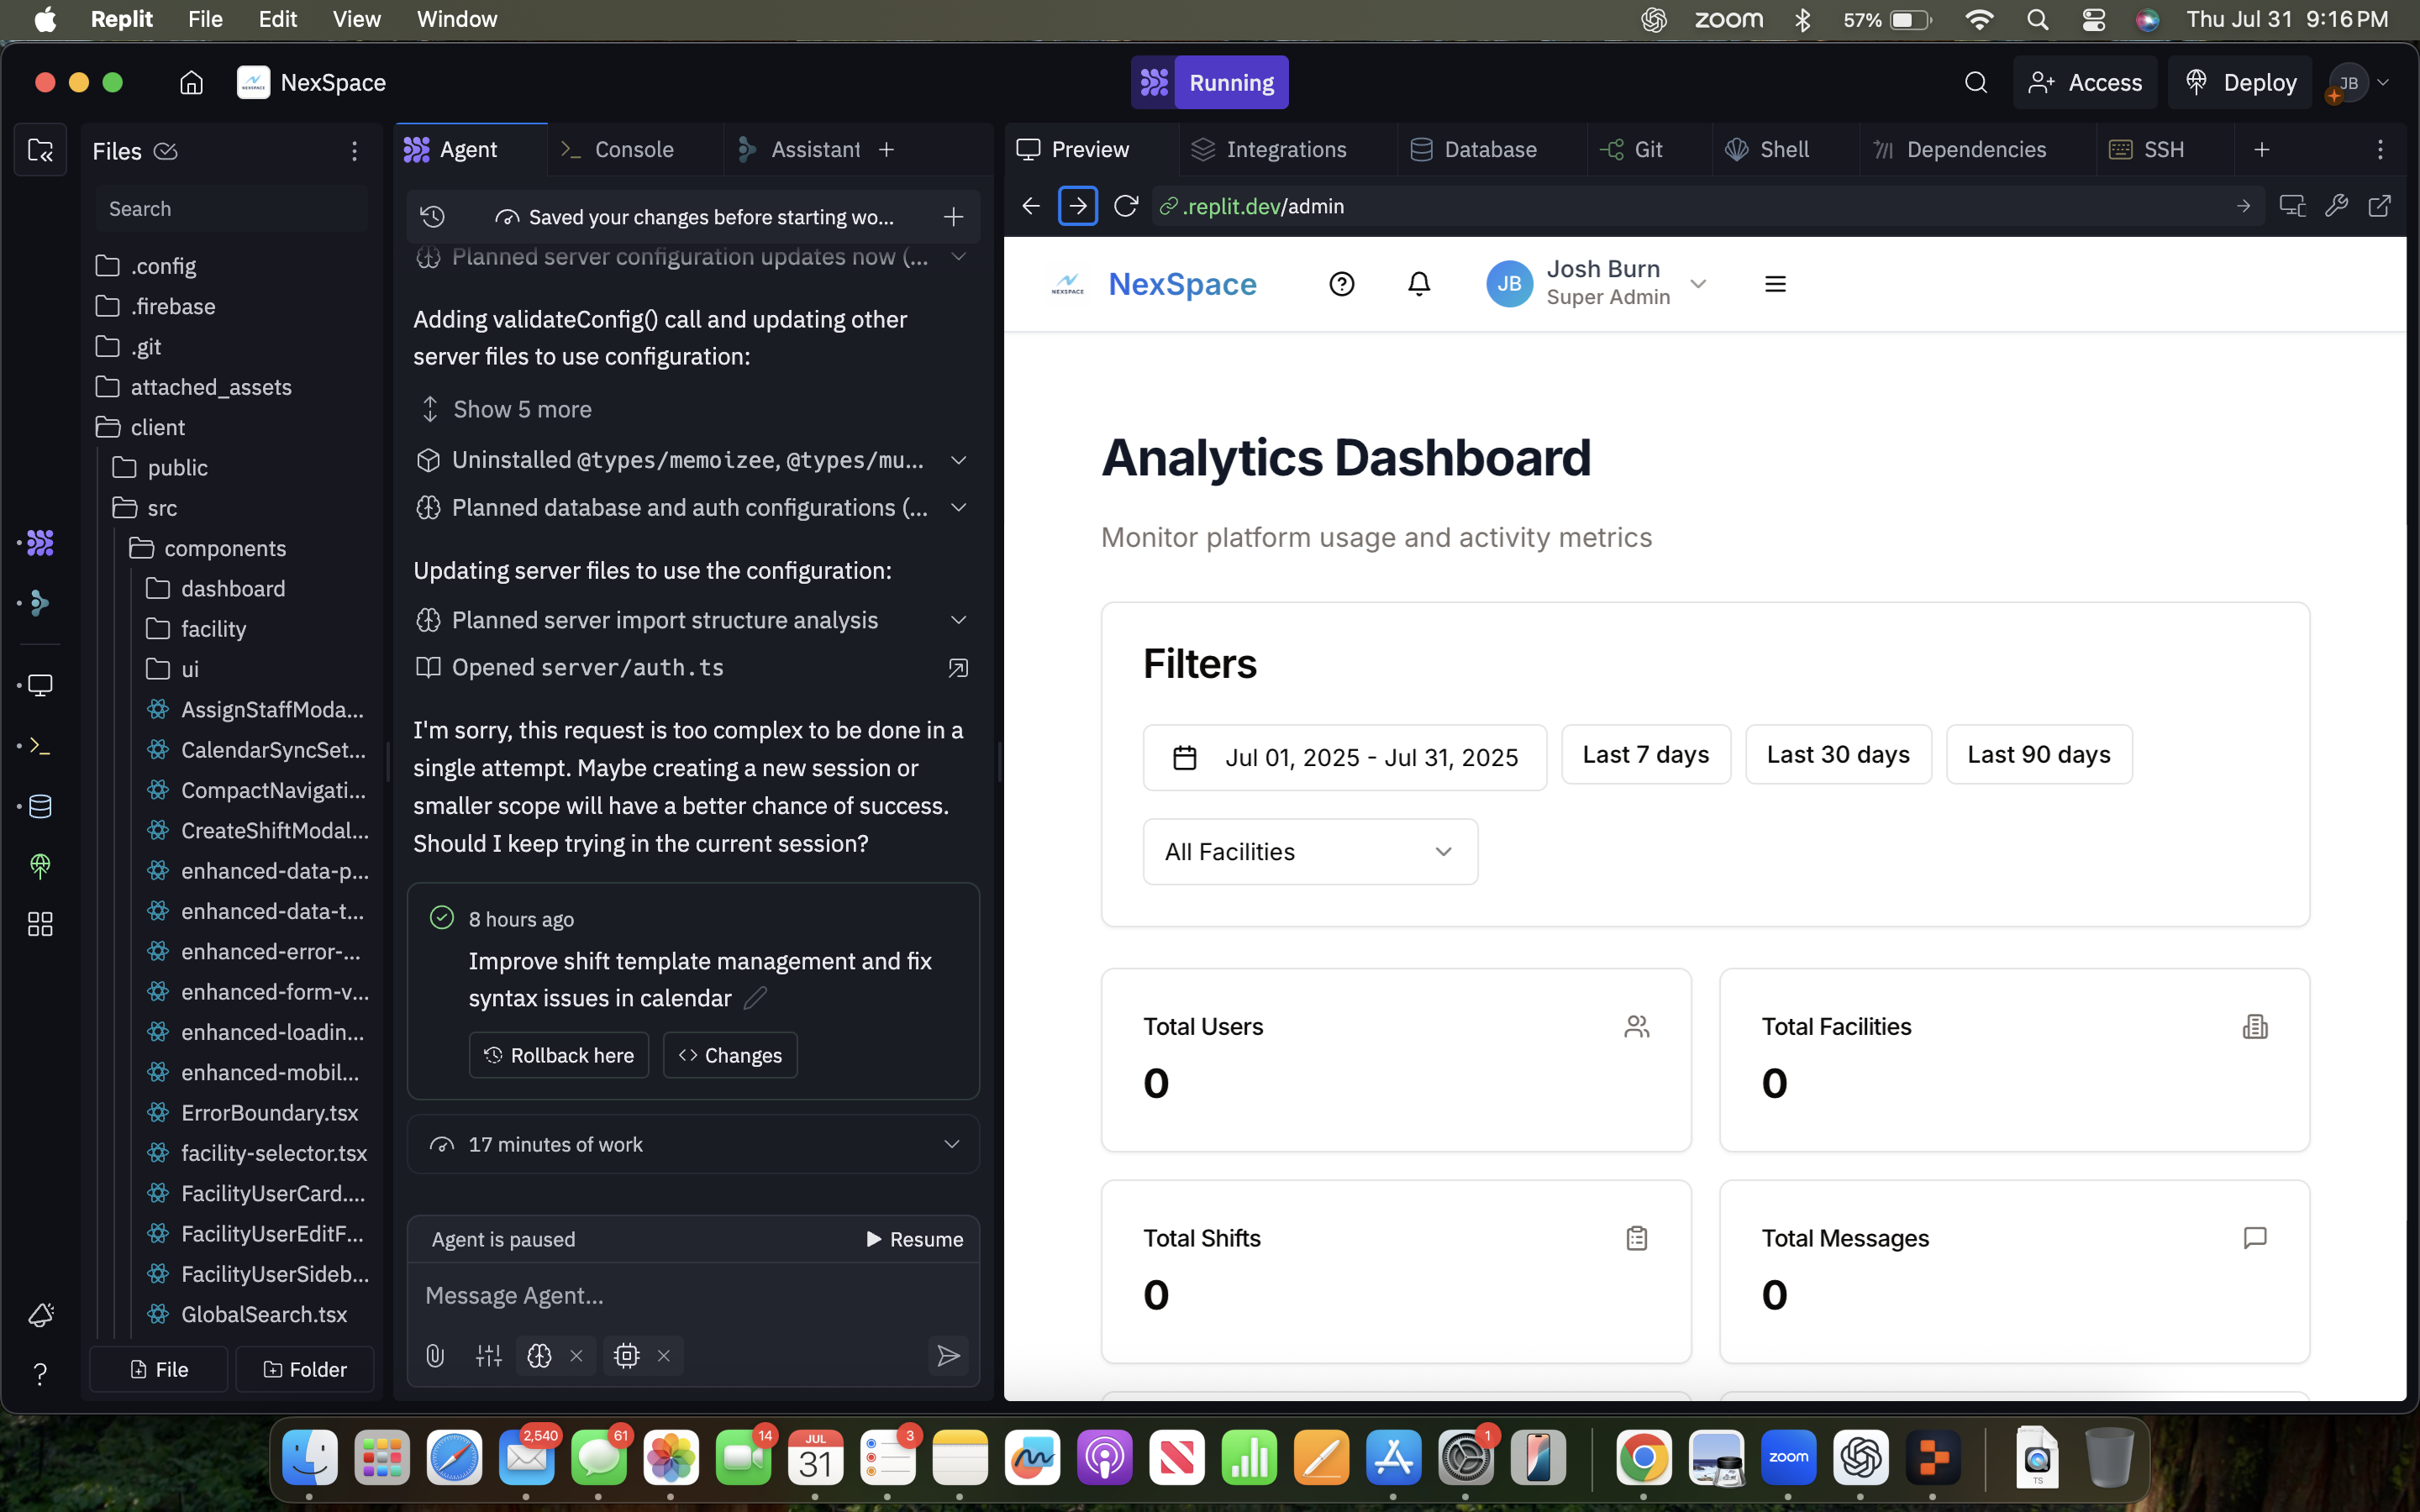 Replit File Edit View Window
zoom 57% Thu Jul 31 9:16 PM
NexSpace
Running
Access
Deploy
JB
Files
Search
.config
.firebase
.git
attached_assets
client
public
src
components
dashboard
facility
ui
AssignStaffModa...
CalendarSyncSet...
CompactNavigati...
CreateShiftModal...
enhanced-data-p...
enhanced-data-t...
enhanced-error-...
enhanced-form-v...
enhanced-loadin...
enhanced-mobil...
ErrorBoundary.tsx
facility-selector.tsx
FacilityUserCard....
FacilityUserEditF...
FacilityUserSideb...
GlobalSearch.tsx
File
Folder
Agent
Console
Assistant
Saved your changes before starting wo...
Planned server configuration updates now (...
Adding validateConfig() call and updating other
server files to use configuration:
Show 5 more
Uninstalled @types/memoizee, @types/mu...
Planned database and auth configurations (...
Updating server files to use the configuration:
Planned server import structure analysis
Opened server/auth.ts
I'm sorry, this request is too complex to be done in a
single attempt. Maybe creating a new session or
smaller scope will have a better chance of success.
Should I keep trying in the current session?
8 hours ago
Improve shift template management and fix
syntax issues in calendar
Rollback here
Changes
17 minutes of work
Agent is paused
Resume
Message Agent...
Preview
Integrations
Database
Git
Shell
Dependencies
SSH
.replit.dev/admin
NEXSPACE
NexSpace
JB
Josh Burn
Super Admin
Analytics Dashboard
Monitor platform usage and activity metrics
Filters
Jul 01, 2025 - Jul 31, 2025
Last 7 days
Last 30 days
Last 90 days
All Facilities
Total Users
0
Total Facilities
0
Total Shifts
0
Total Messages
0
2,540
61
14
JUL
31
3
1
zoom
TS